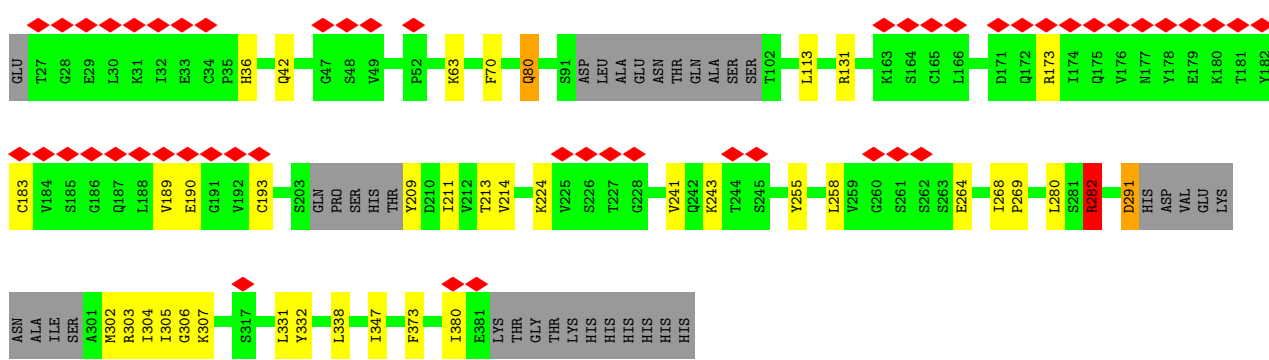 GLU T27 G28 E29 L30 K31 I32 E33 C34 P35 H36 Q42 G47 S48 V49 P52 K63 F70 Q80 S91 ASP LEU ALA GLU ASN THR GLN ALA SER SER T102 L113 R131 K163 S164 C165 L166 D171 Q172 R173 I174 Q175 V176 N177 Y178 E179 K180 T181 Y182
C183 V184 S185 G186 Q187 L188 V189 E190 G191 V192 C193 S203 GLN PRO SER HIS THR Y209 D210 I211 V212 T213 V214 K224 V225 S226 T227 G228 V241 Q242 K243 T244 S245 Y255 L258 V259 G260 S261 S262 S263 E264 I268 P269 L280 S281 R282 D291 HIS ASP VAL GLU LYS
ASN ALA ILE SER A301 M302 R303 I304 I305 G306 K307 S317 L331 Y332 L338 I347 F373 I380 E381 LYS THR GLY THR LYS HIS HIS HIS HIS HIS HIS